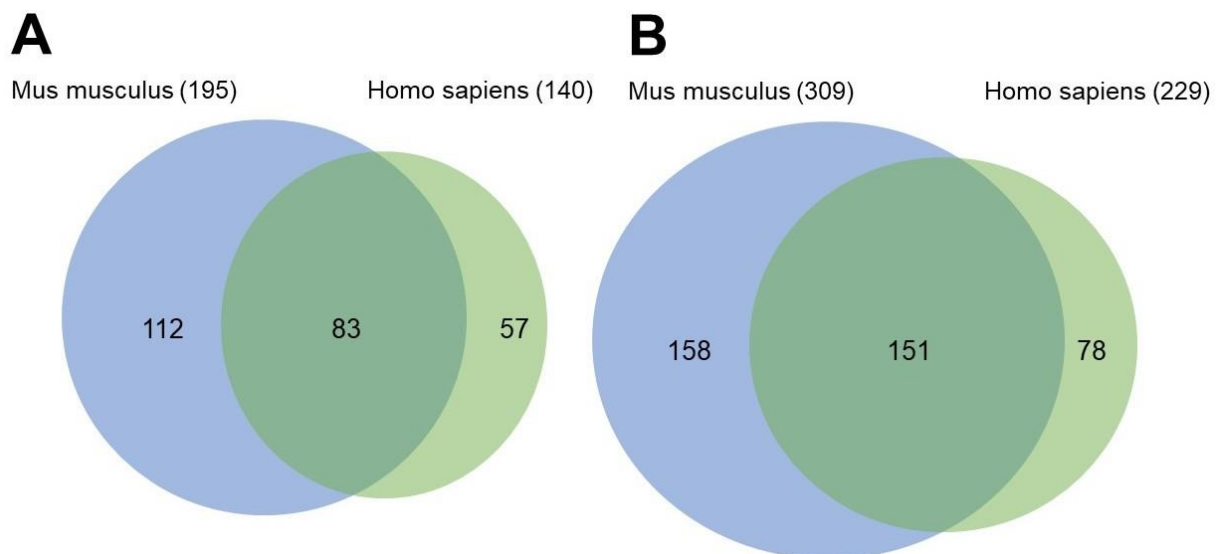 A
Mus musculus (195) Homo sapiens (140)
112 83 57
B
Mus musculus (309) Homo sapiens (229)
158 151 78